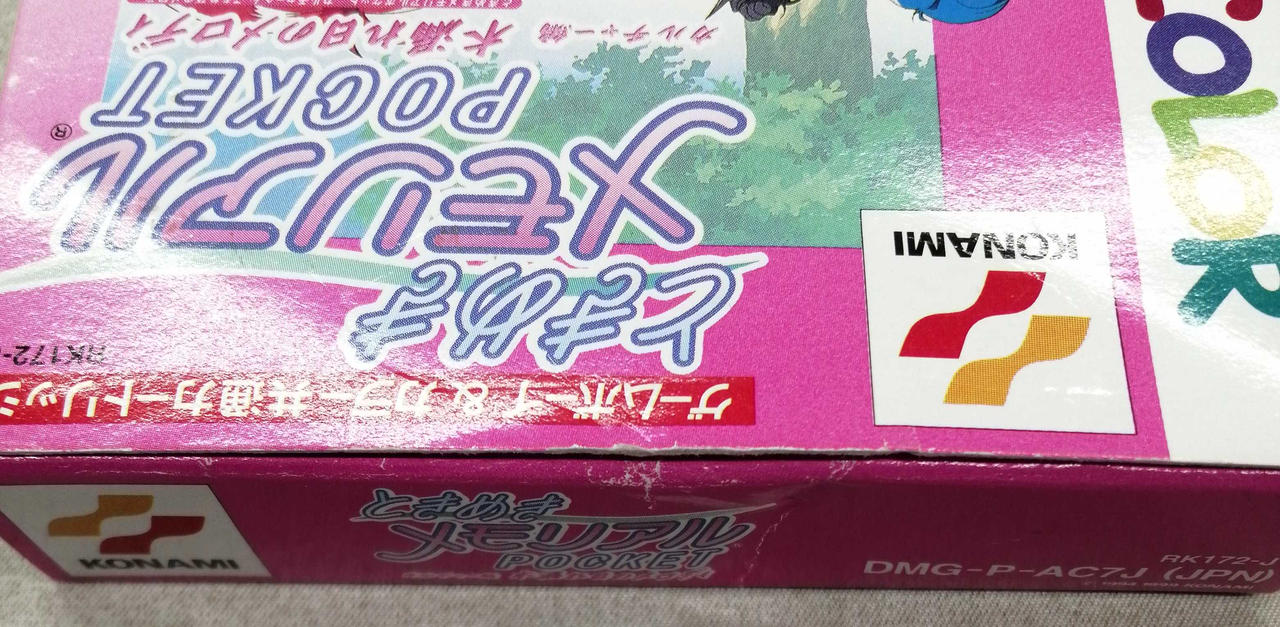 ゲームボーイ&カラー共通カートリッジ
RK172-
ときめき
メモリアル®
POCKET
カルチャー編
木漏れ日のメロディ
KONAMI
COLOR
KONAMI
ときめき
メモリアル
POCKET
RK172-J
DMG-P-AC7J (JPN)
KONAMI